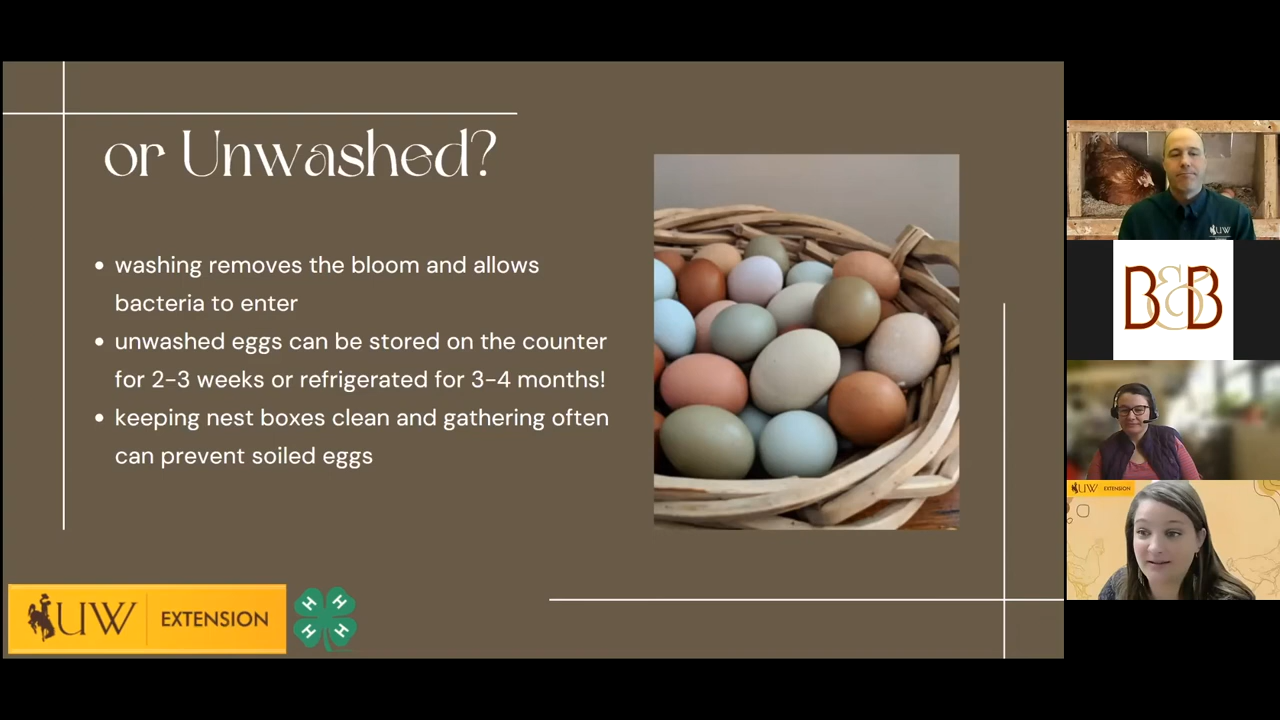 or Unwashed?
washing removes the bloom and allows
bacteria to enter
unwashed eggs can be stored on the counter
for 2-3 weeks or refrigerated for 3-4 months!
keeping nest boxes clean and gathering often
can prevent soiled eggs
UW EXTENSION
H H H H
UW
B&B
UW EXTENSION